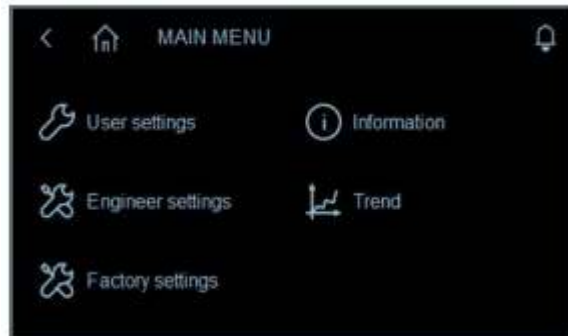 MAIN MENU
User settings
Information
Engineer settings
Trend
Factory settings